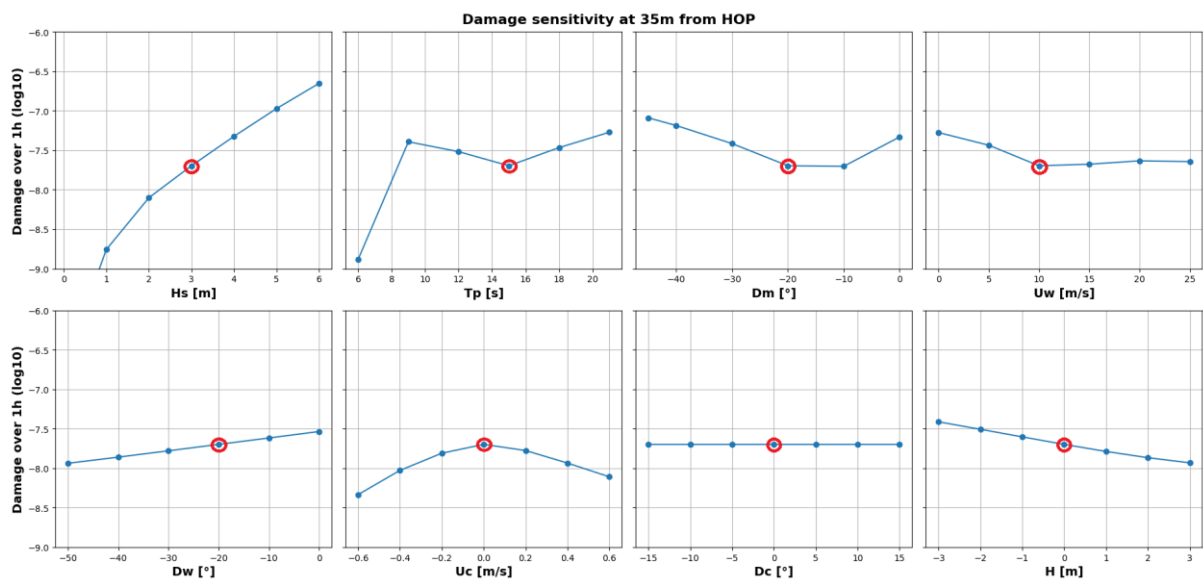 Damage sensitivity at 35m from HOP
Damage over 1h (log10)
−6.0
−6.5
−7.0
−7.5
−8.0
−8.5
−9.0
0 1 2 3 4 5 6
Hs [m]
6 8 10 12 14 16 18 20
Tp [s]
−40 −30 −20 −10 0
Dm [°]
0 5 10 15 20 25
Uw [m/s]
Damage over 1h (log10)
−6.0
−6.5
−7.0
−7.5
−8.0
−8.5
−9.0
−50 −40 −30 −20 −10 0
Dw [°]
−0.6 −0.4 −0.2 0.0 0.2 0.4 0.6
Uc [m/s]
−15 −10 −5 0 5 10 15
Dc [°]
−3 −2 −1 0 1 2 3
H [m]